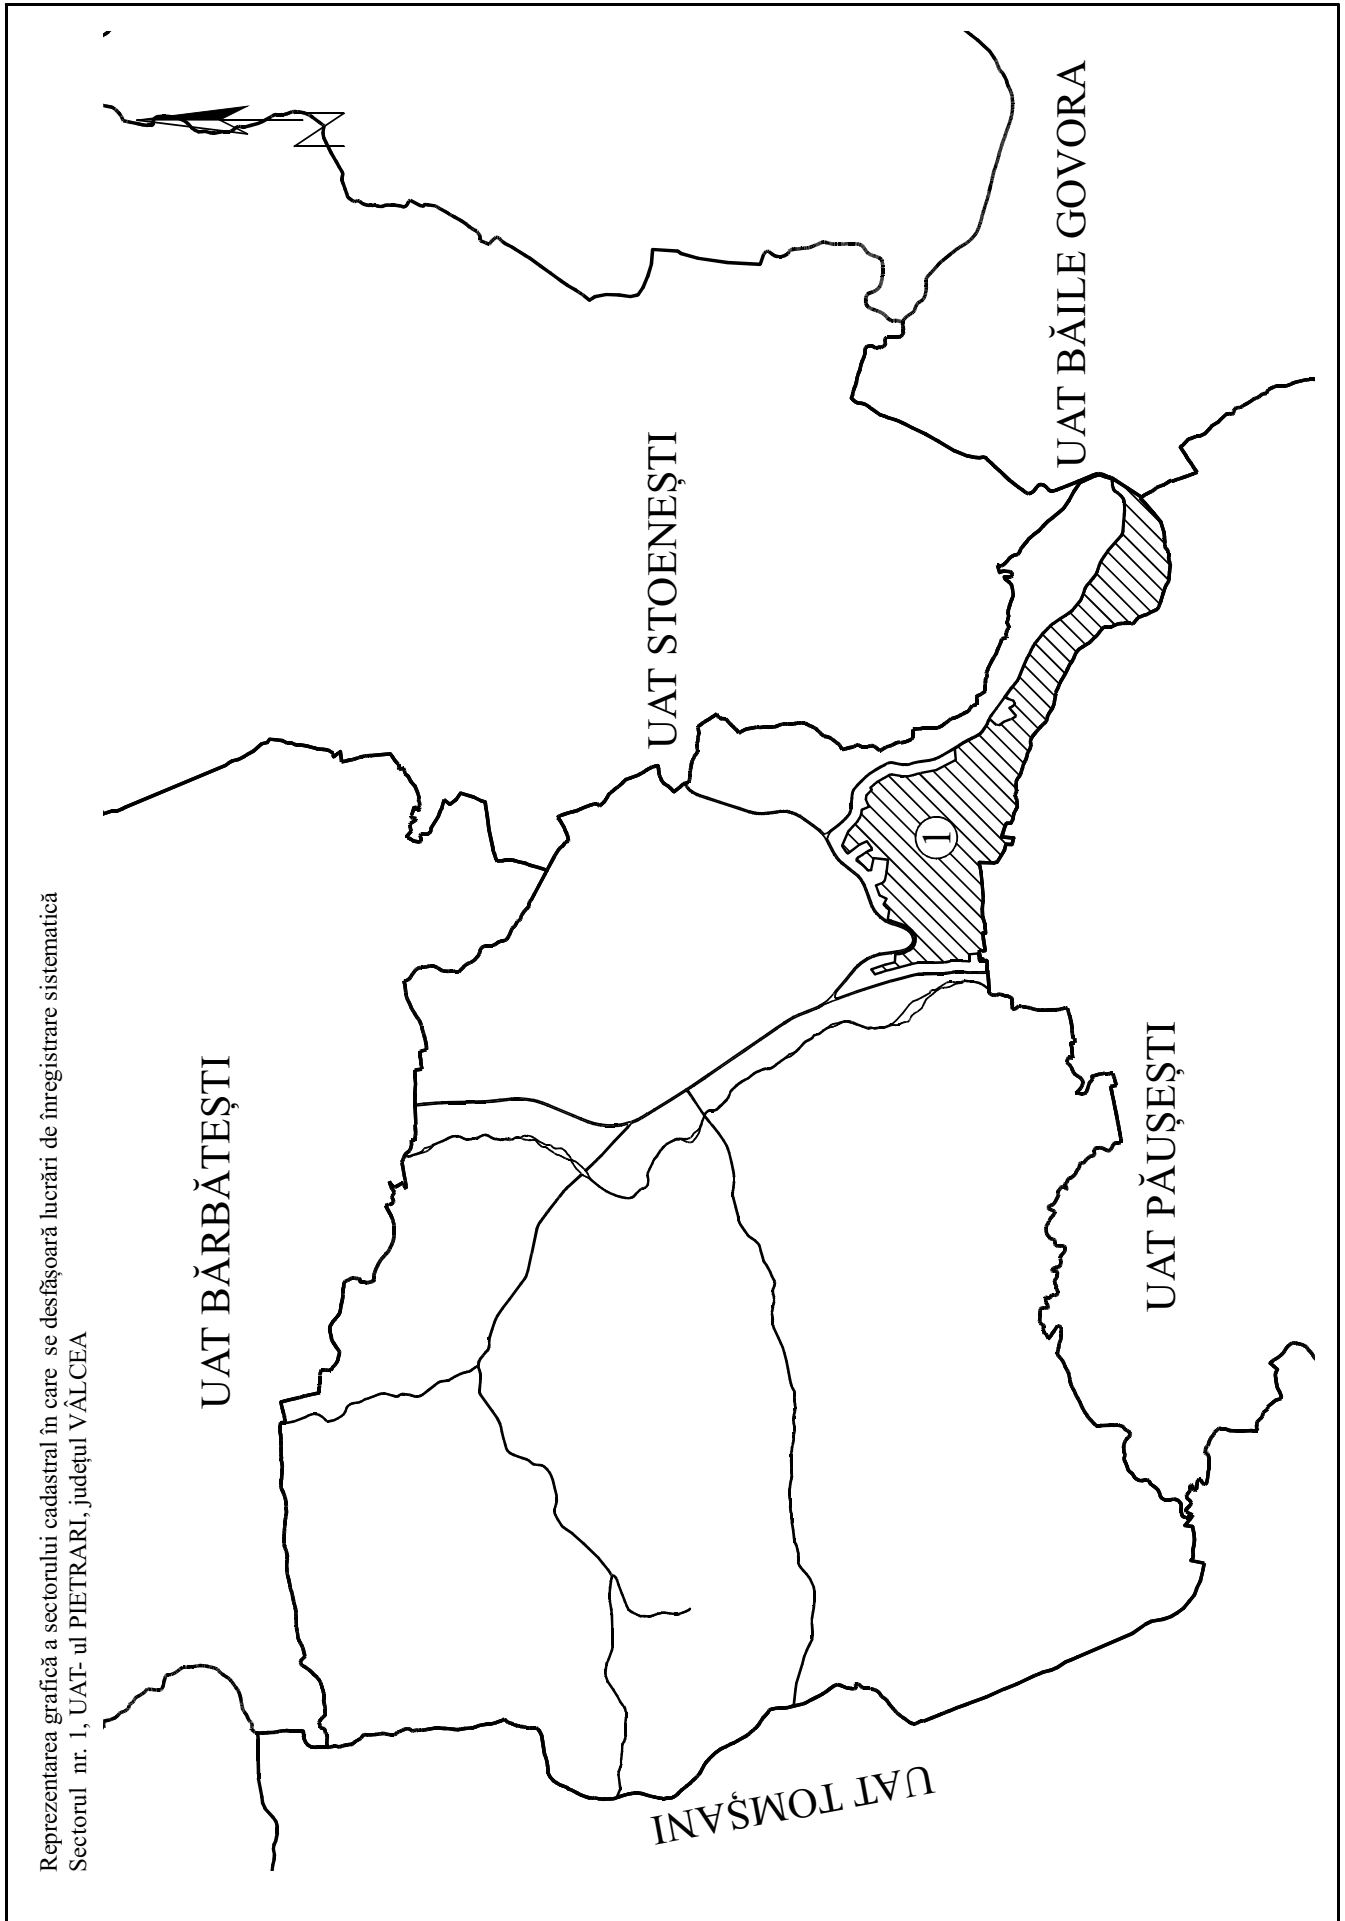 Reprezentarea grafică a sectorului cadastral în care se desfășoară lucrări de înregistrare sistematică
Sectorul nr. 1, UAT- ul PIETRARI, județul VÂLCEA
UAT BĂRBĂTEȘTI
UAT STOENEȘTI
UAT BĂILE GOVORA
UAT PĂUȘEȘTI
UAT TOMȘANI
1
N